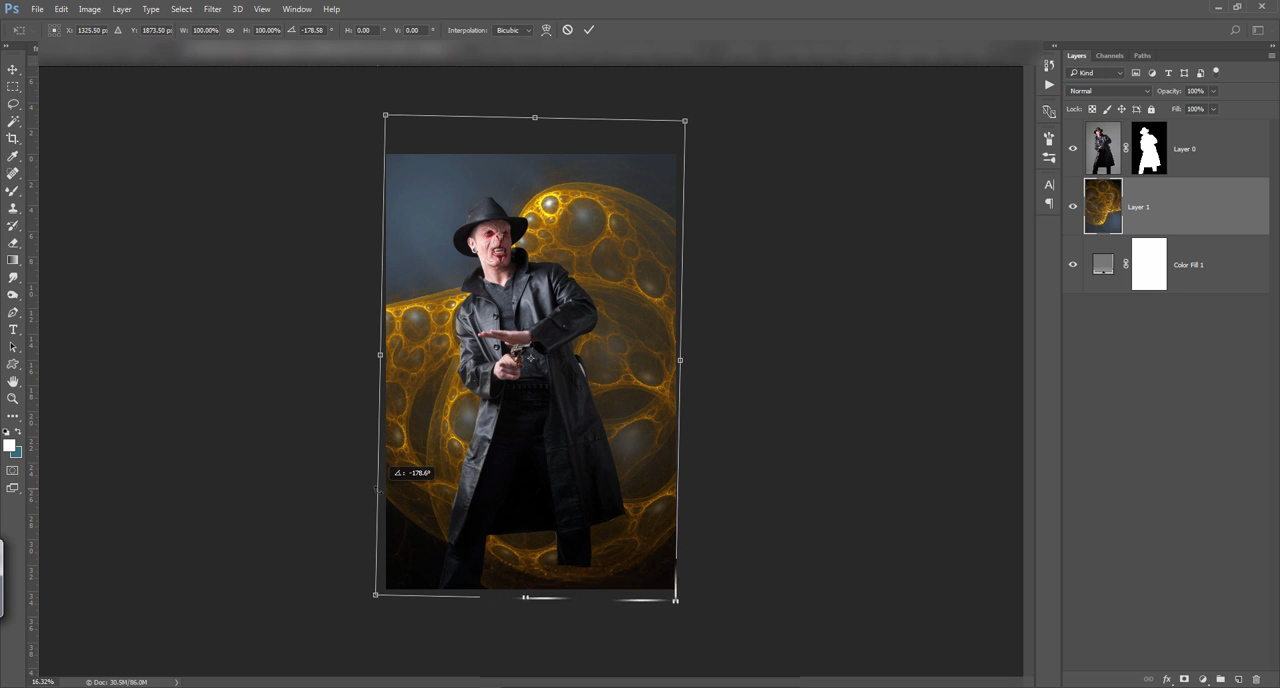 Ps File Edit Image Layer Type Select Filter 3D View Window Help
X: 1325.50 p: Y: 1873.50 p: W: 100.00% H: 100.00% -178.58 ° H: 0.00 ° V: 0.00 ° Interpolation: Bicubic
Layers Channels Paths
Kind
Normal Opacity: 100%
Lock: Fill: 100%
Layer 0
Layer 1
Color Fill 1
: -178.6°
16.32% © Doc: 30.5M/86.0M